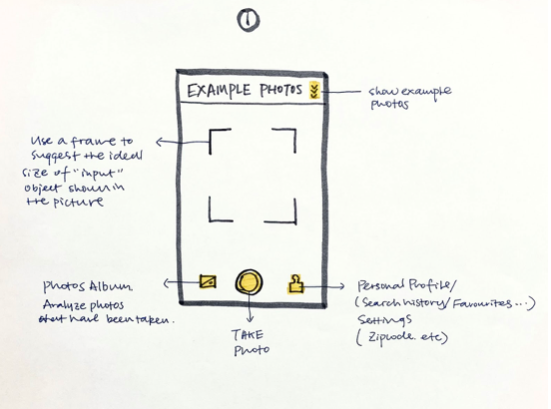 1
EXAMPLE PHOTOS
show example
photos
Use a frame to
suggest the ideal
size of "input"
object shown in
the picture
Photos Album
Analyze photos
that have been taken.
TAKE
Photo
Personal Profile/
(Search history/Favourites...)
Settings
(Zipcode. etc)